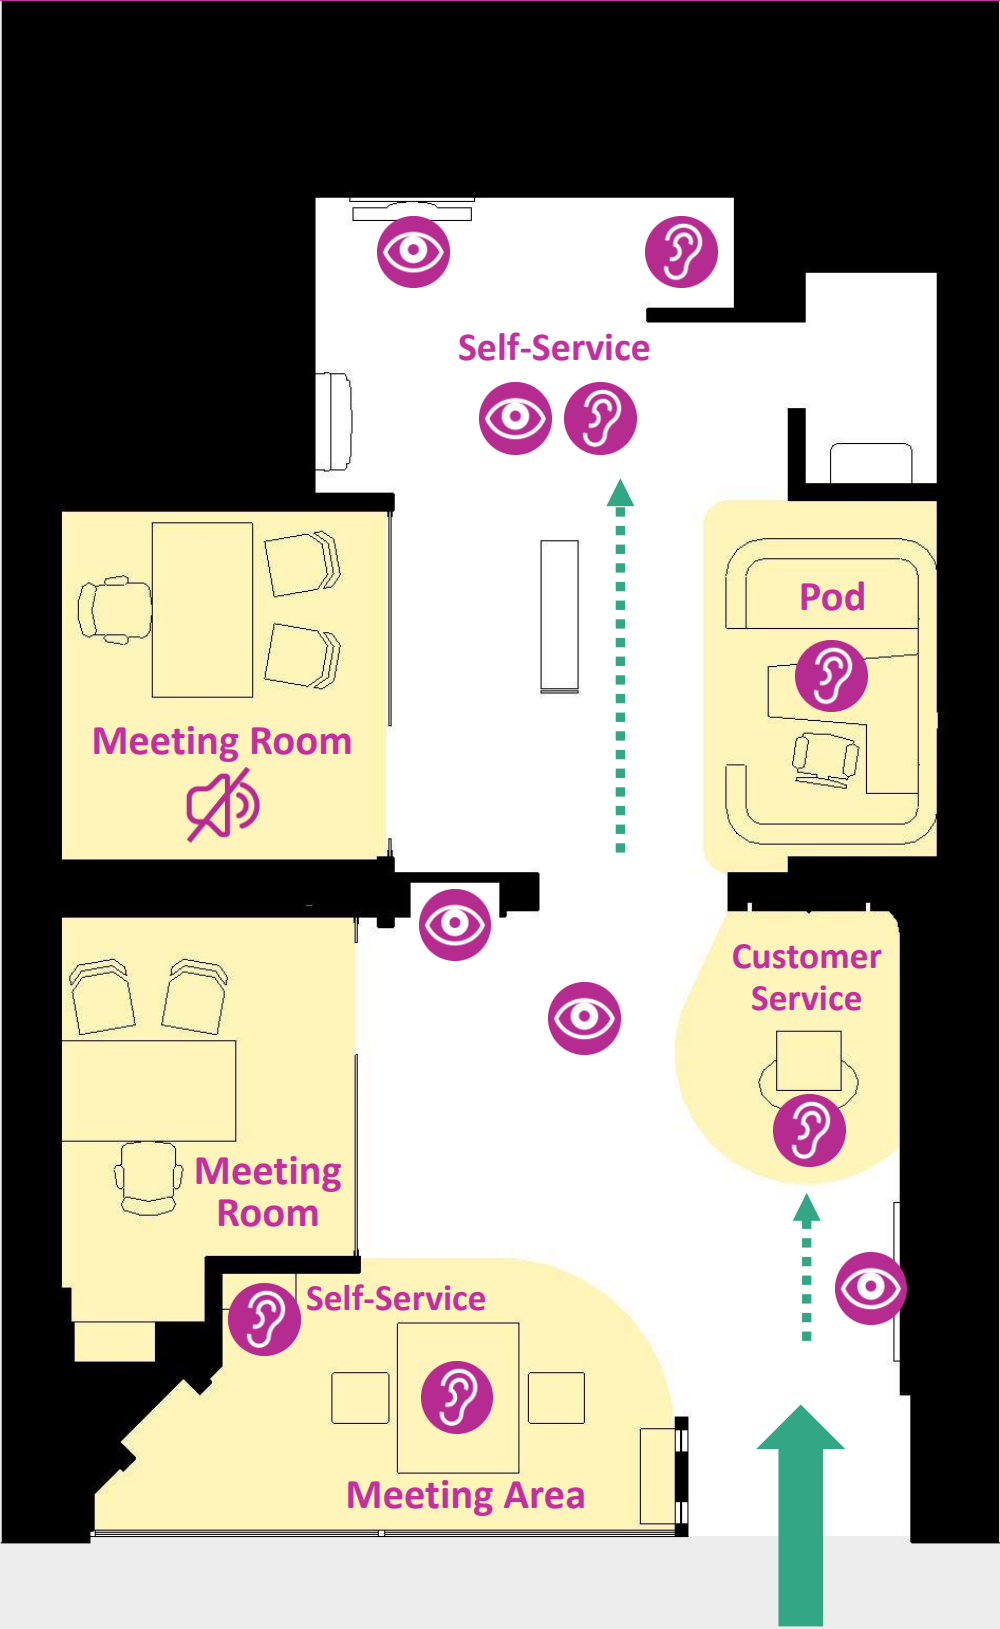 Self-Service
Pod
Meeting Room
Customer
Service
Meeting
Room
Self-Service
Meeting Area